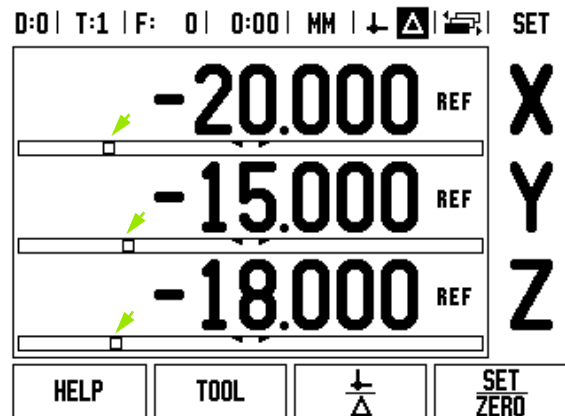 D:0 | T:1 | F: 0 | 0:00 | MM | Δ | SET
-20.000 REF X
-15.000 REF Y
-18.000 REF Z
HELP TOOL Δ SET
ZERO